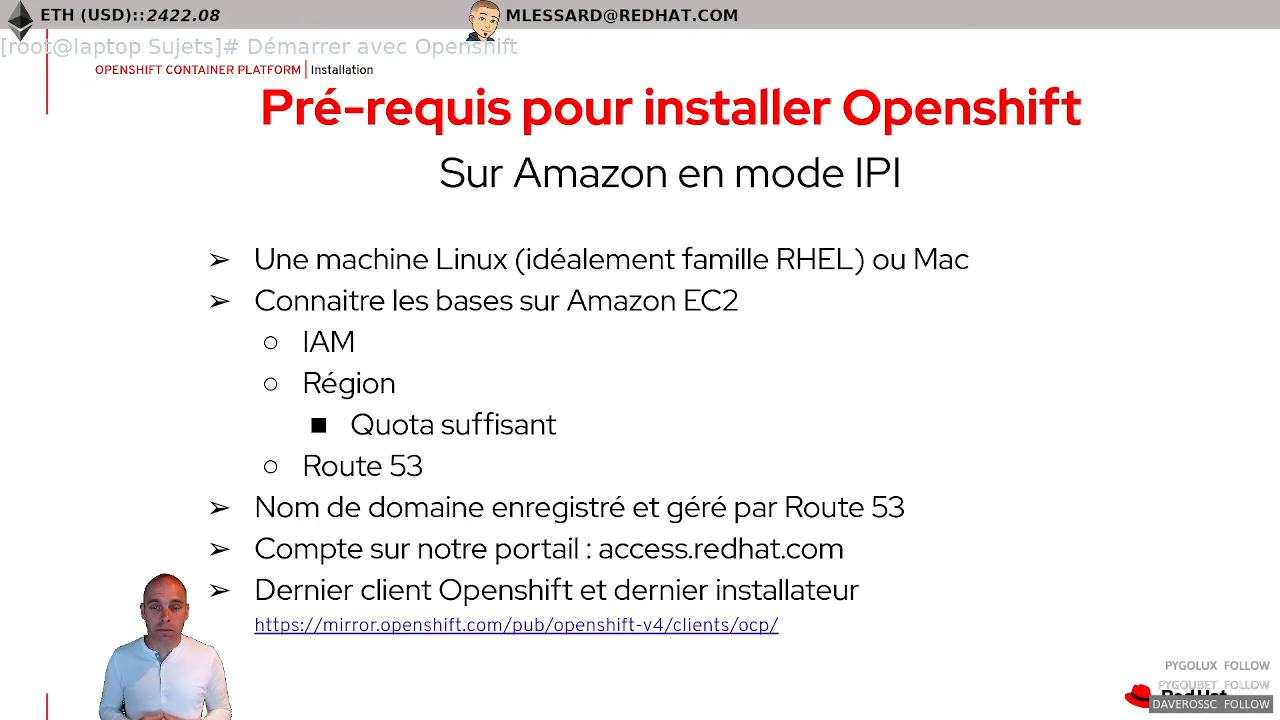 ETH (USD)::2422.08
MLESSARD@REDHAT.COM
[root@laptop Sujets]# Démarrer avec Openshift
OPENSHIFT CONTAINER PLATFORM | Installation
Pré-requis pour installer Openshift
Sur Amazon en mode IPI
➢ Une machine Linux (idéalement famille RHEL) ou Mac
➢ Connaitre les bases sur Amazon EC2
○ IAM
○ Région
■ Quota suffisant
○ Route 53
➢ Nom de domaine enregistré et géré par Route 53
➢ Compte sur notre portail : access.redhat.com
➢ Dernier client Openshift et dernier installateur
https://mirror.openshift.com/pub/openshift-v4/clients/ocp/
PYGOLUX FOLLOW
PYGOUBET FOLLOW
Red Hat
DAVEROSSC FOLLOW